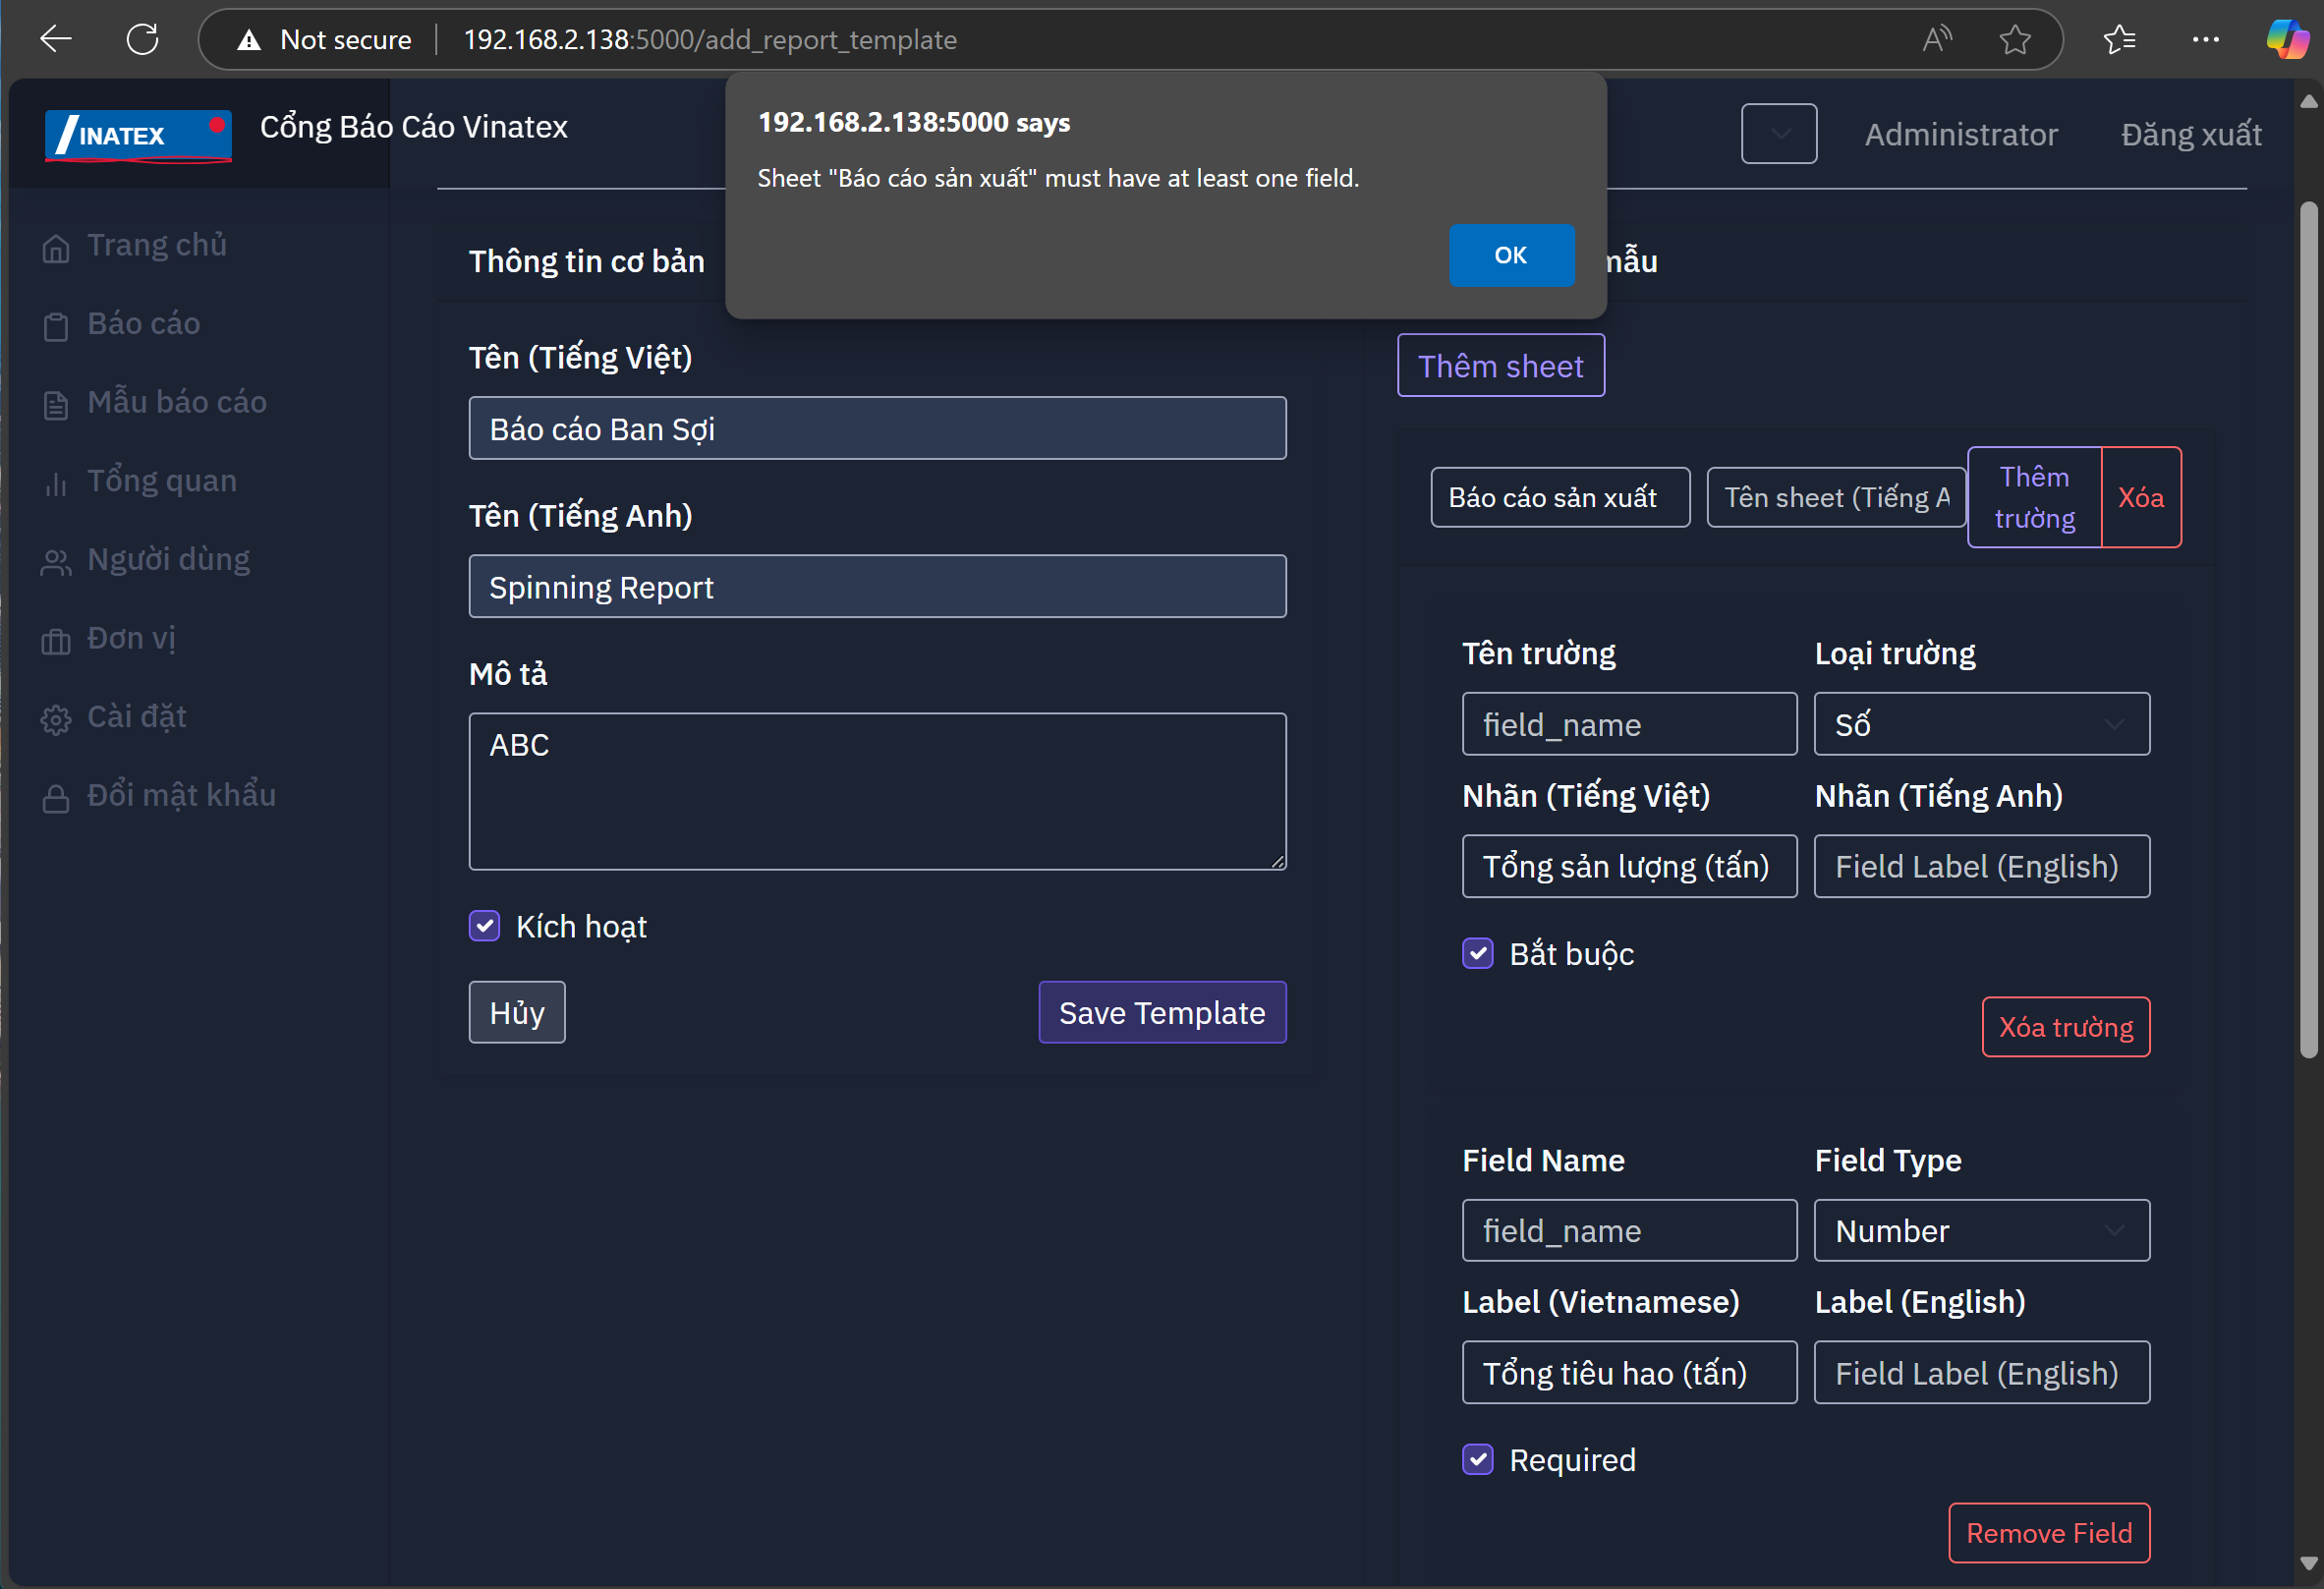 Not secure
192.168.2.138:5000/add_report_template
INATEX
Cổng Báo Cáo Vinatex
192.168.2.138:5000 says
Sheet "Báo cáo sản xuất" must have at least one field.
OK
Administrator
Đăng xuất
Trang chủ
Báo cáo
Mẫu báo cáo
Tổng quan
Người dùng
Đơn vị
Cài đặt
Đổi mật khẩu
Thông tin cơ bản
Tên (Tiếng Việt)
Báo cáo Ban Sợi
Tên (Tiếng Anh)
Spinning Report
Mô tả
ABC
Kích hoạt
Hủy
Save Template
mẫu
Thêm sheet
Báo cáo sản xuất
Tên sheet (Tiếng A
Thêm
trường
Xóa
Tên trường
Loại trường
field_name
Số
Nhãn (Tiếng Việt)
Nhãn (Tiếng Anh)
Tổng sản lượng (tấn)
Field Label (English)
Bắt buộc
Xóa trường
Field Name
Field Type
field_name
Number
Label (Vietnamese)
Label (English)
Tổng tiêu hao (tấn)
Field Label (English)
Required
Remove Field